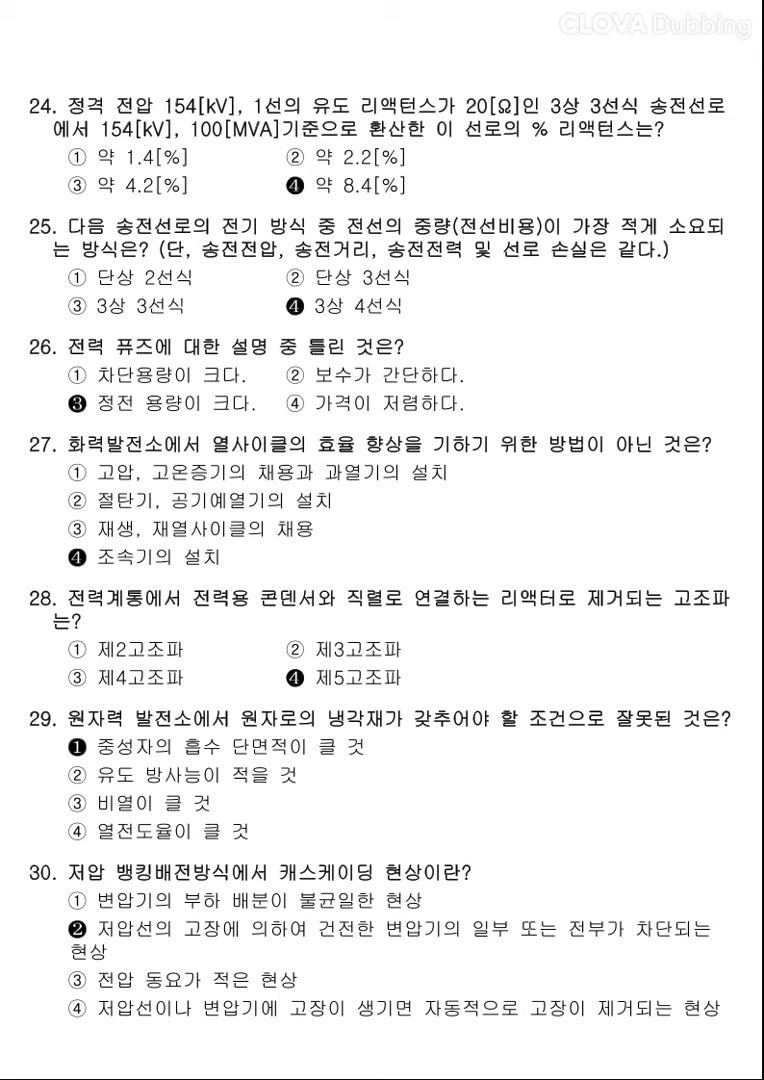 CLOVA Dubbing
24. 정격 전압 154[kV], 1선의 유도 리액턴스가 20[Ω]인 3상 3선식 송전선로
에서 154[kV], 100[MVA]기준으로 환산한 이 선로의 % 리액턴스는?
① 약 1.4[%] ② 약 2.2[%]
③ 약 4.2[%] ❹ 약 8.4[%]
25. 다음 송전선로의 전기 방식 중 전선의 중량(전선비용)이 가장 적게 소요되
는 방식은? (단, 송전전압, 송전거리, 송전전력 및 선로 손실은 같다.)
① 단상 2선식 ② 단상 3선식
③ 3상 3선식 ❹ 3상 4선식
26. 전력 퓨즈에 대한 설명 중 틀린 것은?
① 차단용량이 크다. ② 보수가 간단하다.
❸ 정전 용량이 크다. ④ 가격이 저렴하다.
27. 화력발전소에서 열사이클의 효율 향상을 기하기 위한 방법이 아닌 것은?
① 고압, 고온증기의 채용과 과열기의 설치
② 절탄기, 공기예열기의 설치
③ 재생, 재열사이클의 채용
❹ 조속기의 설치
28. 전력계통에서 전력용 콘덴서와 직렬로 연결하는 리액터로 제거되는 고조파
는?
① 제2고조파 ② 제3고조파
③ 제4고조파 ❹ 제5고조파
29. 원자력 발전소에서 원자로의 냉각재가 갖추어야 할 조건으로 잘못된 것은?
❶ 중성자의 흡수 단면적이 클 것
② 유도 방사능이 적을 것
③ 비열이 클 것
④ 열전도율이 클 것
30. 저압 뱅킹배전방식에서 캐스케이딩 현상이란?
① 변압기의 부하 배분이 불균일한 현상
❷ 저압선의 고장에 의하여 건전한 변압기의 일부 또는 전부가 차단되는
현상
③ 전압 동요가 적은 현상
④ 저압선이나 변압기에 고장이 생기면 자동적으로 고장이 제거되는 현상